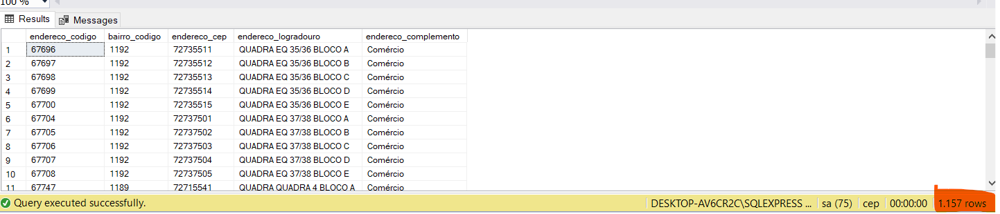 100 %
Results Messages
endereco_codigo bairro_codigo endereco_cep endereco_logradouro endereco_complemento
1 67696 1192 72735511 QUADRA EQ 35/36 BLOCO A Comércio
2 67697 1192 72735512 QUADRA EQ 35/36 BLOCO B Comércio
3 67698 1192 72735513 QUADRA EQ 35/36 BLOCO C Comércio
4 67699 1192 72735514 QUADRA EQ 35/36 BLOCO D Comércio
5 67700 1192 72735515 QUADRA EQ 35/36 BLOCO E Comércio
6 67704 1192 72737501 QUADRA EQ 37/38 BLOCO A Comércio
7 67705 1192 72737502 QUADRA EQ 37/38 BLOCO B Comércio
8 67706 1192 72737503 QUADRA EQ 37/38 BLOCO C Comércio
9 67707 1192 72737504 QUADRA EQ 37/38 BLOCO D Comércio
10 67708 1192 72737505 QUADRA EQ 37/38 BLOCO E Comércio
11 67747 1189 72715541 QUADRA QUADRA 4 BLOCO A Comércio
Query executed successfully. DESKTOP-AV6CR2C\SQLEXPRESS ... sa (75) cep 00:00:00 1.157 rows